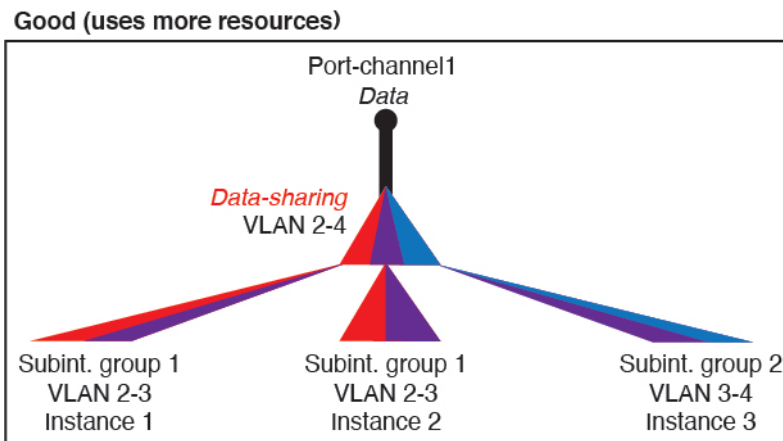 Good (uses more resources)
Port-channel1
Data
Data-sharing
VLAN 2-4
Subint. group 1
VLAN 2-3
Instance 1
Subint. group 1
VLAN 2-3
Instance 2
Subint. group 2
VLAN 3-4
Instance 3